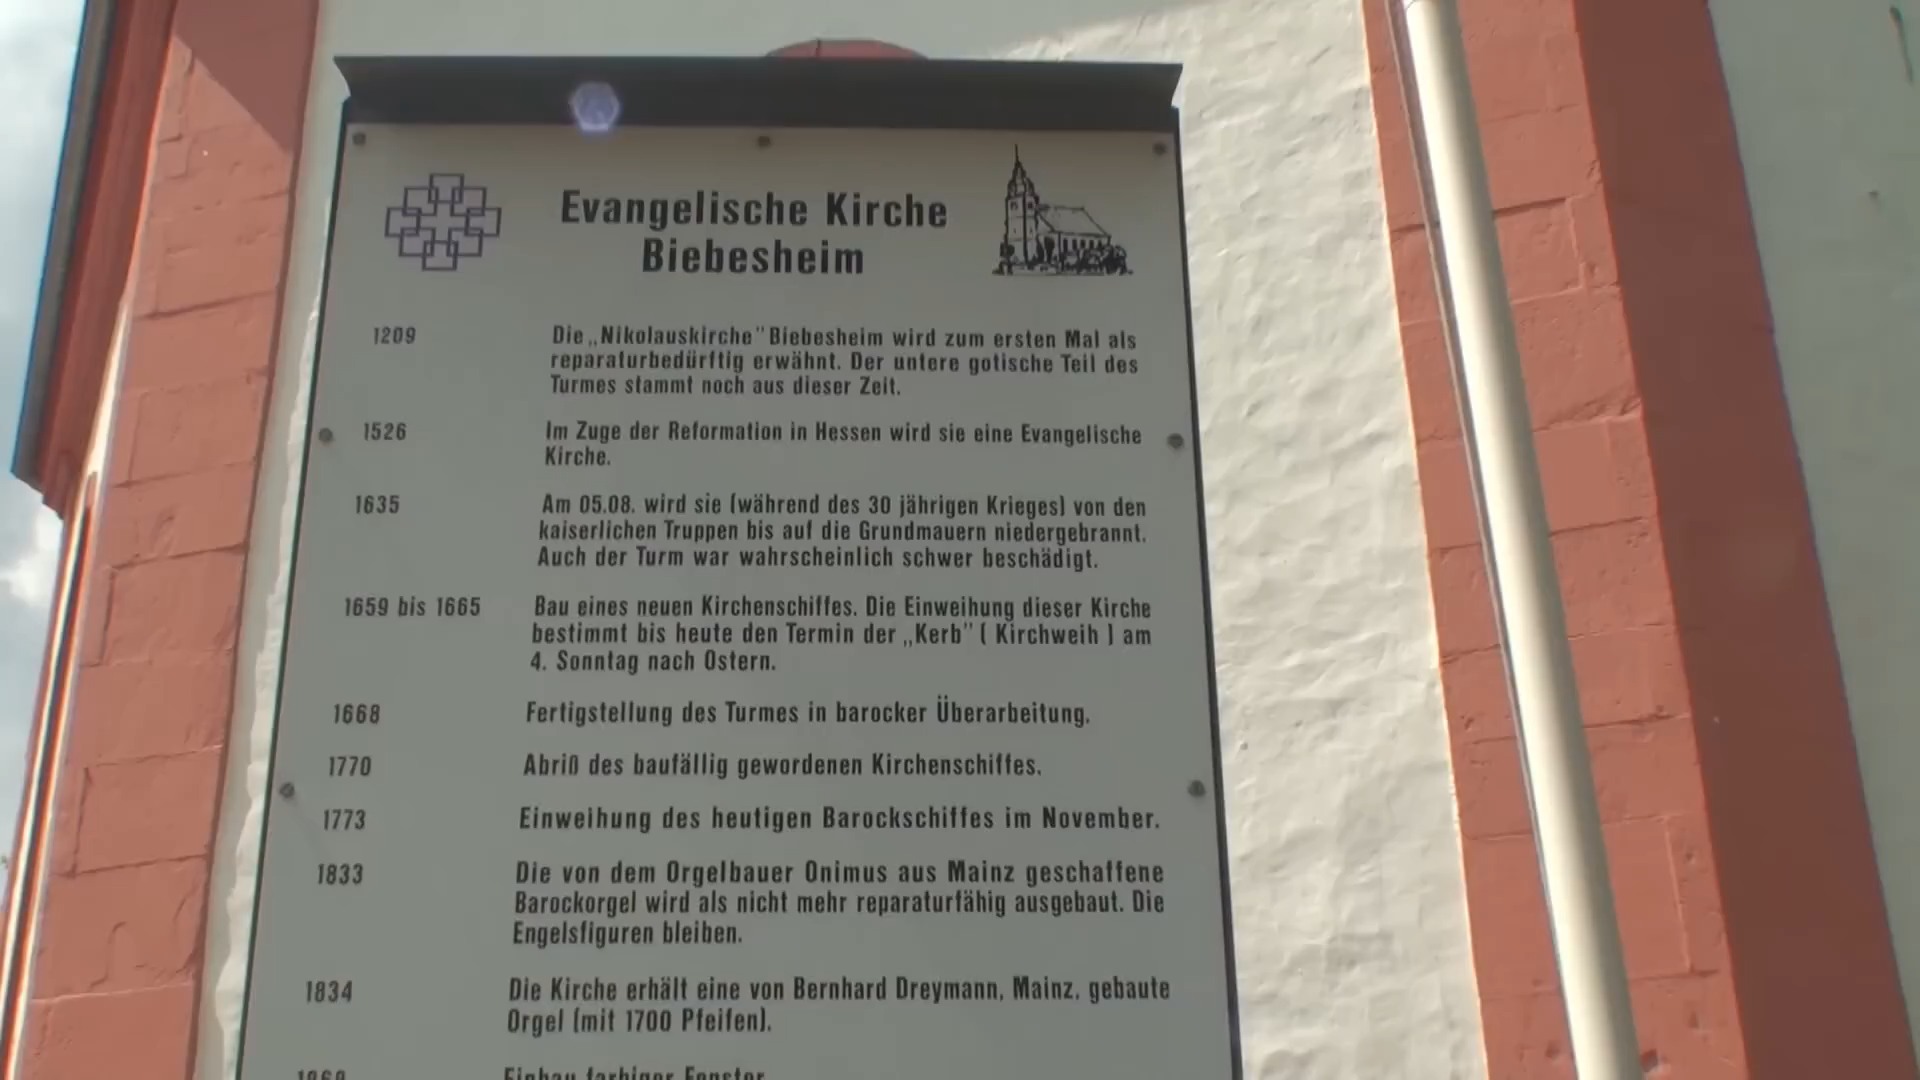 Evangelische Kirche
Biebesheim
1209 Die „Nikolauskirche" Biebesheim wird zum ersten Mal als
reparaturbedürftig erwähnt. Der untere gotische Teil des
Turmes stammt noch aus dieser Zeit.
1526 Im Zuge der Reformation in Hessen wird sie eine Evangelische
Kirche.
1635 Am 05.08. wird sie (während des 30 jährigen Krieges) von den
kaiserlichen Truppen bis auf die Grundmauern niedergebrannt.
Auch der Turm war wahrscheinlich schwer beschädigt.
1659 bis 1665 Bau eines neuen Kirchenschiffes. Die Einweihung dieser Kirche
bestimmt bis heute den Termin der „Kerb" ( Kirchweih ) am
4. Sonntag nach Ostern.
1668 Fertigstellung des Turmes in barocker Überarbeitung.
1770 Abriß des baufällig gewordenen Kirchenschiffes.
1773 Einweihung des heutigen Barockschiffes im November.
1833 Die von dem Orgelbauer Onimus aus Mainz geschaffene
Barockorgel wird als nicht mehr reparaturfähig ausgebaut. Die
Engelsfiguren bleiben.
1834 Die Kirche erhält eine von Bernhard Dreymann, Mainz, gebaute
Orgel (mit 1700 Pfeifen).
Einbau farbiger Fenster